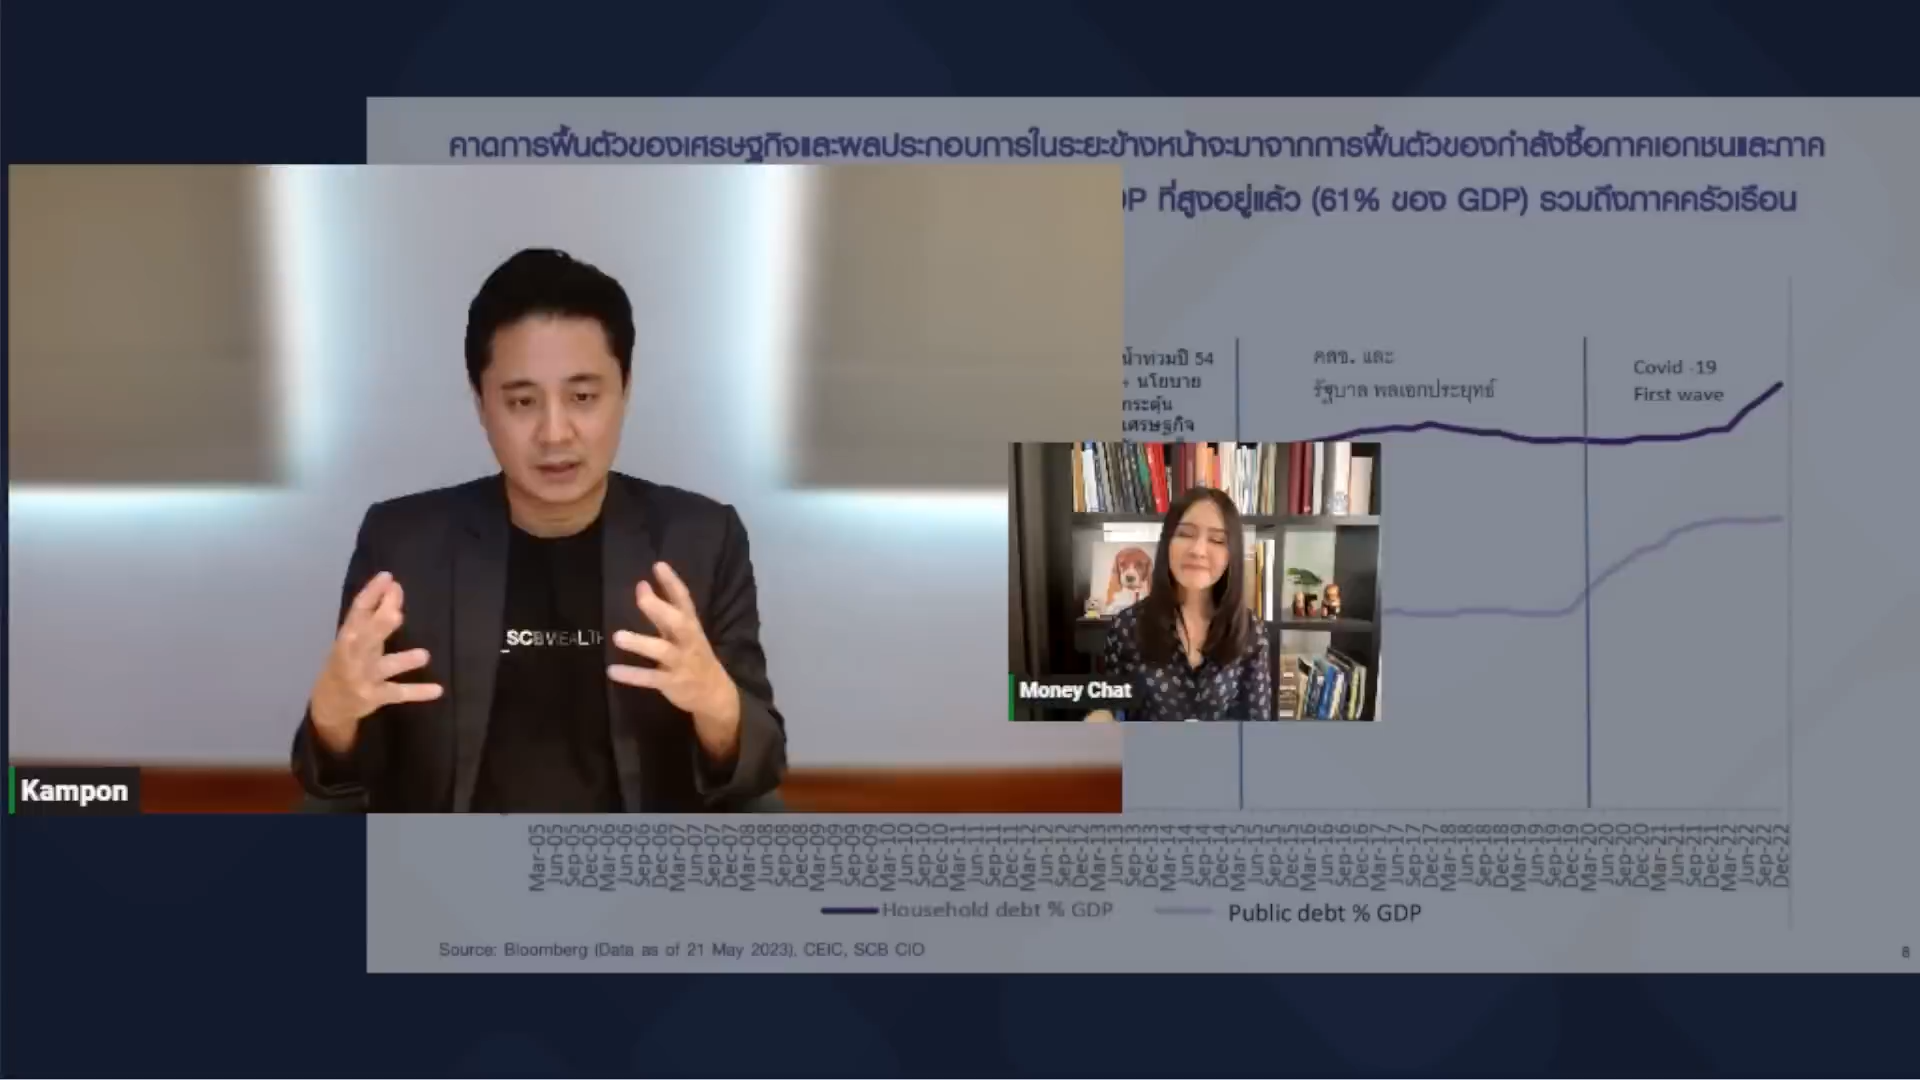 คาดการฟื้นตัวของเศรษฐกิจและผลประกอบการในระยะข้างหน้าจะมาจากการฟื้นตัวของกำลังซื้อภาคเอกชนและภาค
ที่สูงอยู่แล้ว (61% ของ GDP) รวมถึงภาคครัวเรือน
น้ำท่วมปี 54
+ นโยบาย
กระตุ้น
เศรษฐกิจ
คสช. และ
รัฐบาล พลเอกประยุทธ์
Covid -19
First wave
_SCBWEALTH
Money Chat
Kampon
Mar-05 Jun-05 Sep-05 Dec-05 Mar-06 Jun-06 Sep-06 Dec-06 Mar-07 Jun-07 Sep-07 Dec-07 Mar-08 Jun-08 Sep-08 Dec-08 Mar-09 Jun-09 Sep-09 Dec-09 Mar-10 Jun-10 Sep-10 Dec-10 Mar-11 Jun-11 Sep-11 Dec-11 Mar-12 Jun-12 Sep-12 Dec-12 Mar-13 Jun-13 Sep-13 Dec-13 Mar-14 Jun-14 Sep-14 Dec-14 Mar-15 Jun-15 Sep-15 Dec-15 Mar-16 Jun-16 Sep-16 Dec-16 Mar-17 Jun-17 Sep-17 Dec-17 Mar-18 Jun-18 Sep-18 Dec-18 Mar-19 Jun-19 Sep-19 Dec-19 Mar-20 Jun-20 Sep-20 Dec-20 Mar-21 Jun-21 Sep-21 Dec-21 Mar-22 Jun-22 Sep-22 Dec-22
Household debt % GDP Public debt % GDP
Source: Bloomberg (Data as of 21 May 2023), CEIC, SCB CIO
8